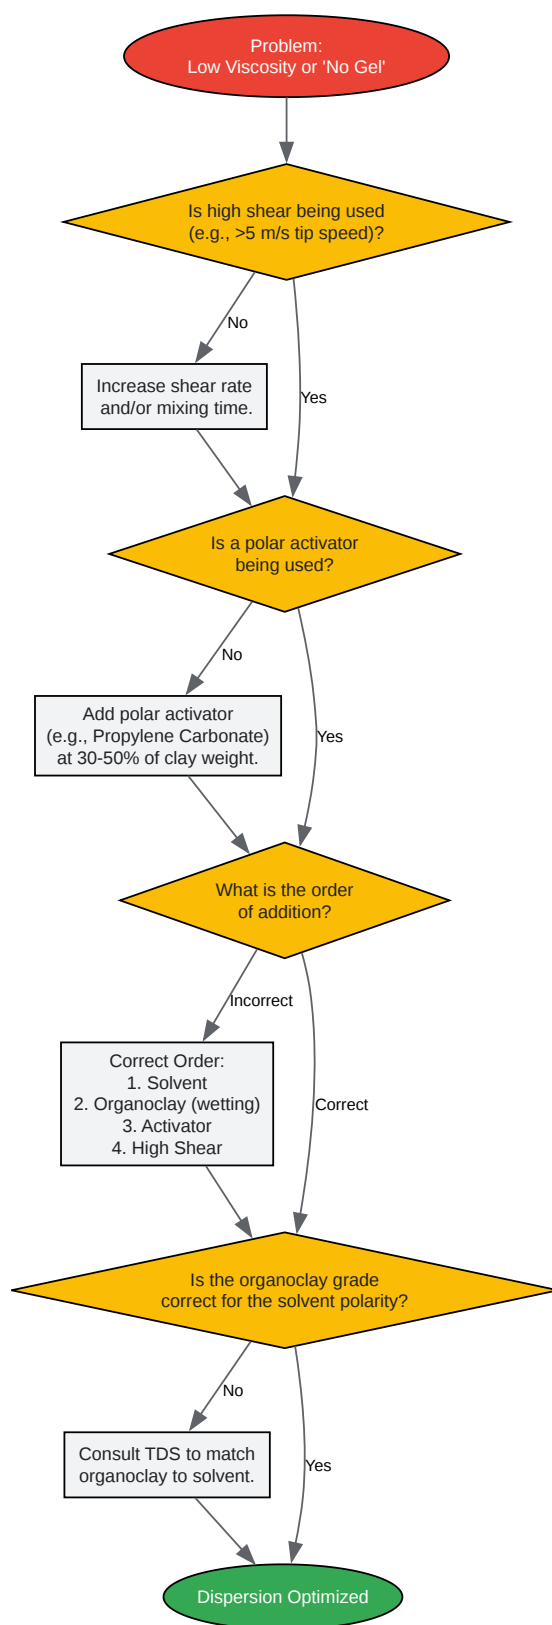 Problem:
Low Viscosity or 'No Gel'
Is high shear being used
(e.g., >5 m/s tip speed)?
No
Yes
Increase shear rate
and/or mixing time.
Is a polar activator
being used?
No
Yes
Add polar activator
(e.g., Propylene Carbonate)
at 30-50% of clay weight.
What is the order
of addition?
Incorrect
Correct
Correct Order:
1. Solvent
2. Organoclay (wetting)
3. Activator
4. High Shear
Is the organoclay grade
correct for the solvent polarity?
No
Yes
Consult TDS to match
organoclay to solvent.
Dispersion Optimized